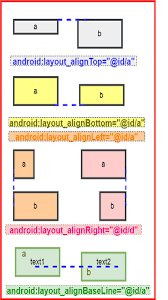 a b
android:layout_alignTop="@id/a"
a b
android:layout_alignBottom="@id/a"
android:layout_alignLeft="@id/a"
a a
b b
android:layout_alignRight="@id/d"
a
text1 text2
b
android:layout_alignBaseLine="@id/a"